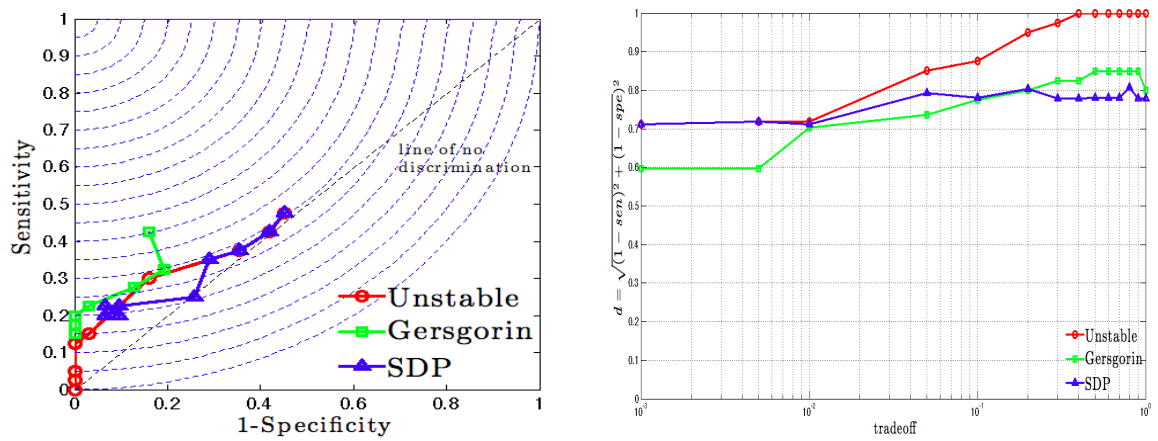 1
0.9
0.8
0.7
0.6
0.5
0.4
0.3
0.2
0.1
0
Sensitivity
0
0.2
0.4
0.6
0.8
1
1-Specificity
line of no
discrimination
Unstable
Gersgorin
SDP
1
0.9
0.8
0.7
0.6
0.5
0.4
0.3
0.2
0.1
0
d = √(1 − sen)² + (1 − spe)²
10⁻³
10⁻²
10⁻¹
10⁰
tradeoff
Unstable
Gersgorin
SDP